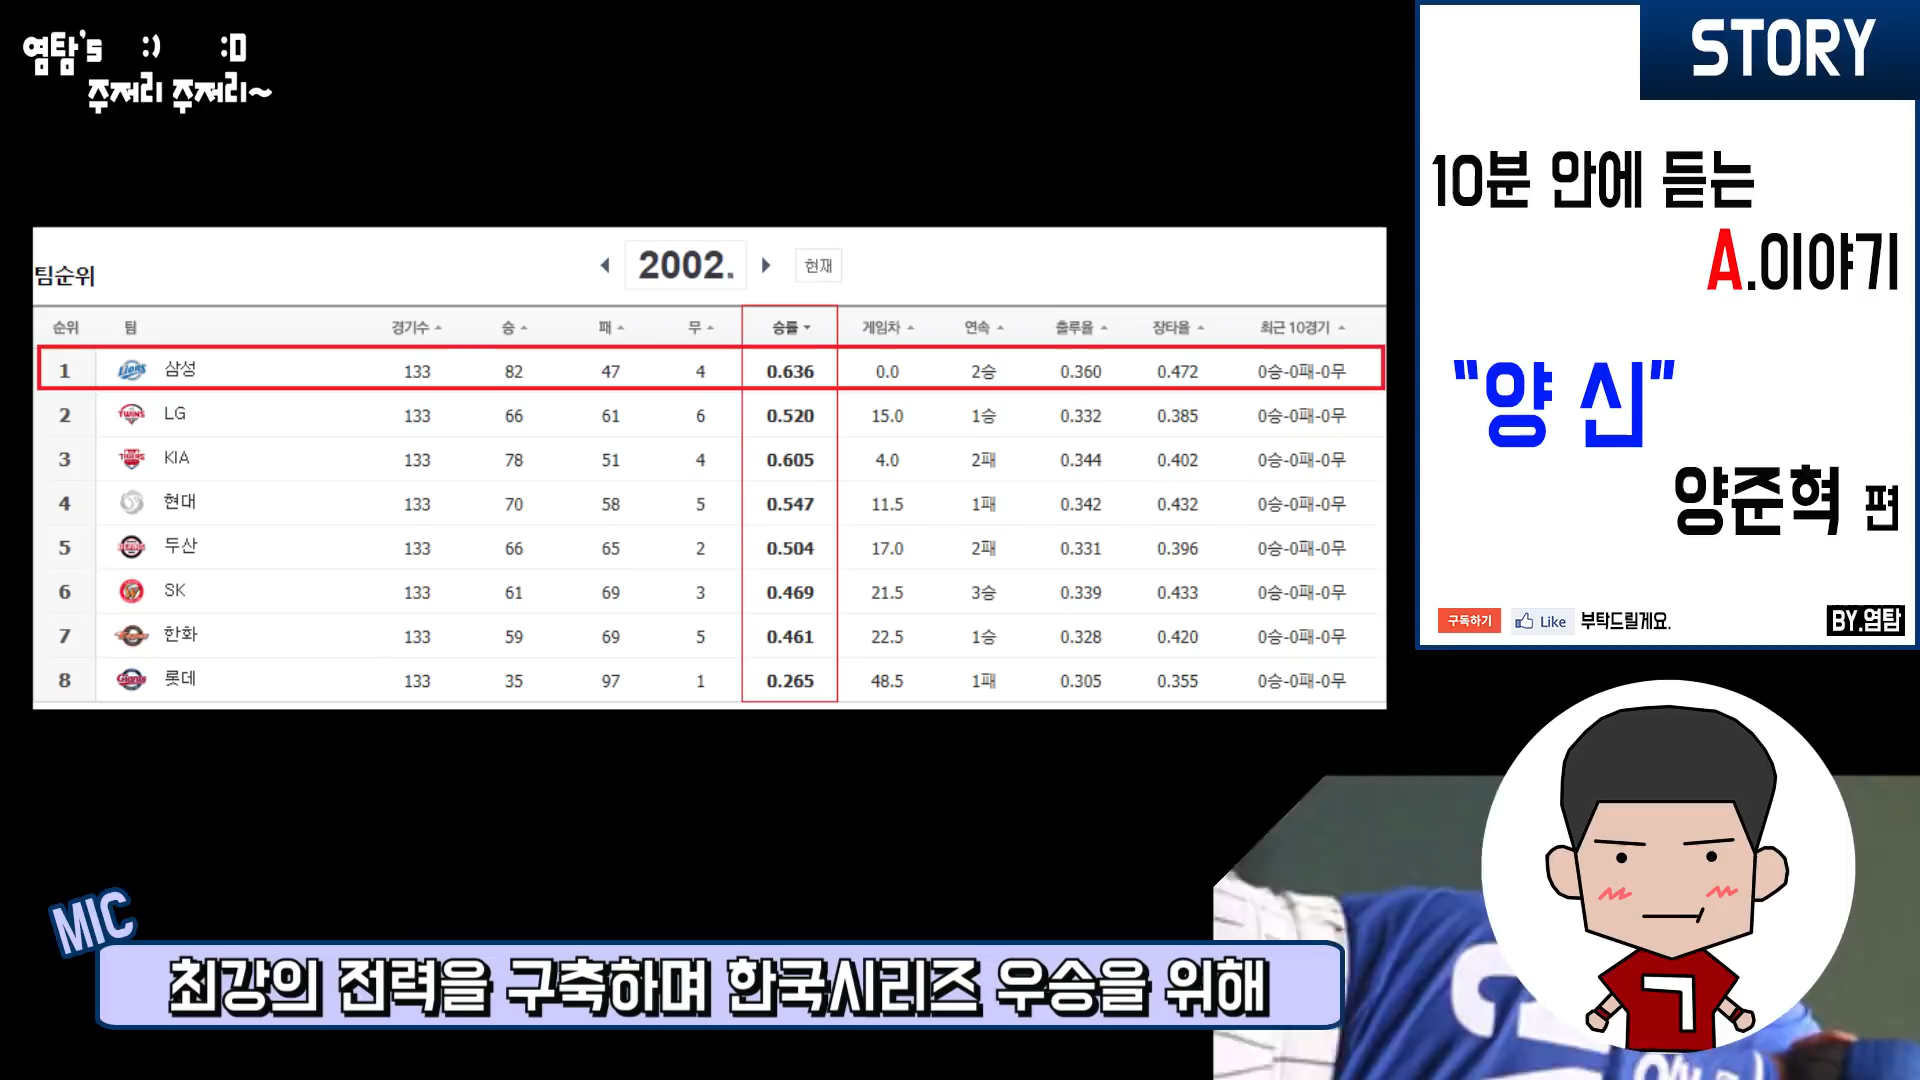 염탐's :) :D
주저리 주저리~
STORY
10분 안에 듣는
A.이야기
"양 신"
양준혁 편
구독하기 Like 부탁드릴게요.
BY.염탐
2002. 현재
팀순위
순위 팀 경기수 승 패 무 승률 게임차 연속 출루율 장타율 최근 10경기
1 LIONS 삼성 133 82 47 4 0.636 0.0 2승 0.360 0.472 0승-0패-0무
2 TWINS LG 133 66 61 6 0.520 15.0 1승 0.332 0.385 0승-0패-0무
3 TIGERS KIA 133 78 51 4 0.605 4.0 2패 0.344 0.402 0승-0패-0무
4 현대 133 70 58 5 0.547 11.5 1패 0.342 0.432 0승-0패-0무
5 두산 133 66 65 2 0.504 17.0 2패 0.331 0.396 0승-0패-0무
6 SK 133 61 69 3 0.469 21.5 3승 0.339 0.433 0승-0패-0무
7 한화 133 59 69 5 0.461 22.5 1승 0.328 0.420 0승-0패-0무
8 Giants 롯데 133 35 97 1 0.265 48.5 1패 0.305 0.355 0승-0패-0무
MIC
최강의 전력을 구축하며 한국시리즈 우승을 위해
ㄱ